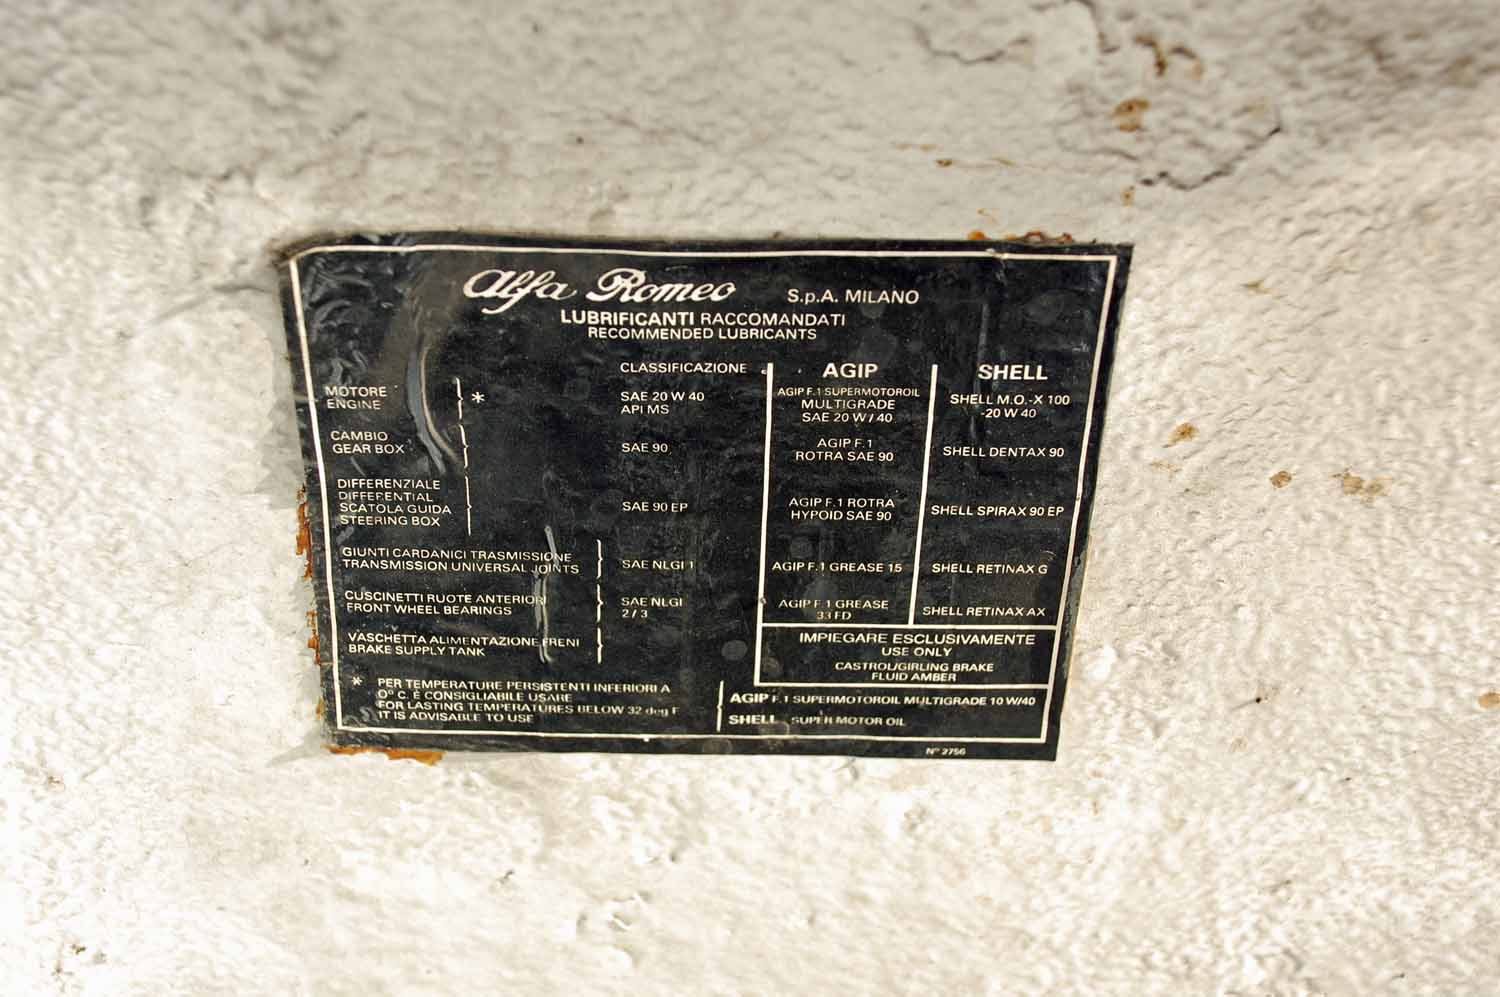 Alfa Romeo S.p.A. MILANO
LUBRIFICANTI RACCOMANDATI
RECOMMENDED LUBRICANTS
CLASSIFICAZIONE AGIP SHELL
MOTORE
ENGINE
*
SAE 20 W 40
API MS
AGIP F.1 SUPERMOTOROIL
MULTIGRADE
SAE 20 W/40
SHELL M.O.-X 100
-20 W 40
CAMBIO
GEAR BOX
SAE 90
AGIP F.1
ROTRA SAE 90
SHELL DENTAX 90
DIFFERENZIALE
DIFFERENTIAL
SCATOLA GUIDA
STEERING BOX
SAE 90 EP
AGIP F.1 ROTRA
HYPOID SAE 90
SHELL SPIRAX 90 EP
GIUNTI CARDANICI TRASMISSIONE
TRANSMISSION UNIVERSAL JOINTS
SAE NLGI 1
AGIP F.1 GREASE 15
SHELL RETINAX G
CUSCINETTI RUOTE ANTERIORI
FRONT WHEEL BEARINGS
SAE NLGI
2/3
AGIP F.1 GREASE
33 FD
SHELL RETINAX AX
VASCHETTA ALIMENTAZIONE FRENI
BRAKE SUPPLY TANK
IMPIEGARE ESCLUSIVAMENTE
USE ONLY
CASTROL/GIRLING BRAKE
FLUID AMBER
* PER TEMPERATURE PERSISTENTI INFERIORI A
0° C. È CONSIGLIABILE USARE
FOR LASTING TEMPERATURES BELOW 32 deg F
IT IS ADVISABLE TO USE
AGIP F.1 SUPERMOTOROIL MULTIGRADE 10 W/40
SHELL SUPER MOTOR OIL
N° 2756